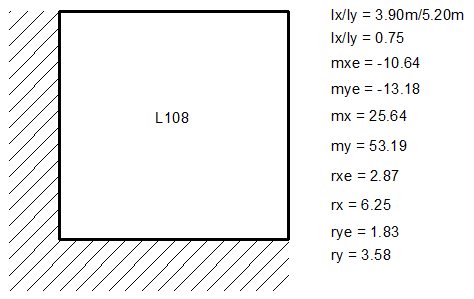 lx/ly = 3.90m/5.20m
lx/ly = 0.75
mxe = -10.64
mye = -13.18
L108
mx = 25.64
my = 53.19
rxe = 2.87
rx = 6.25
rye = 1.83
ry = 3.58